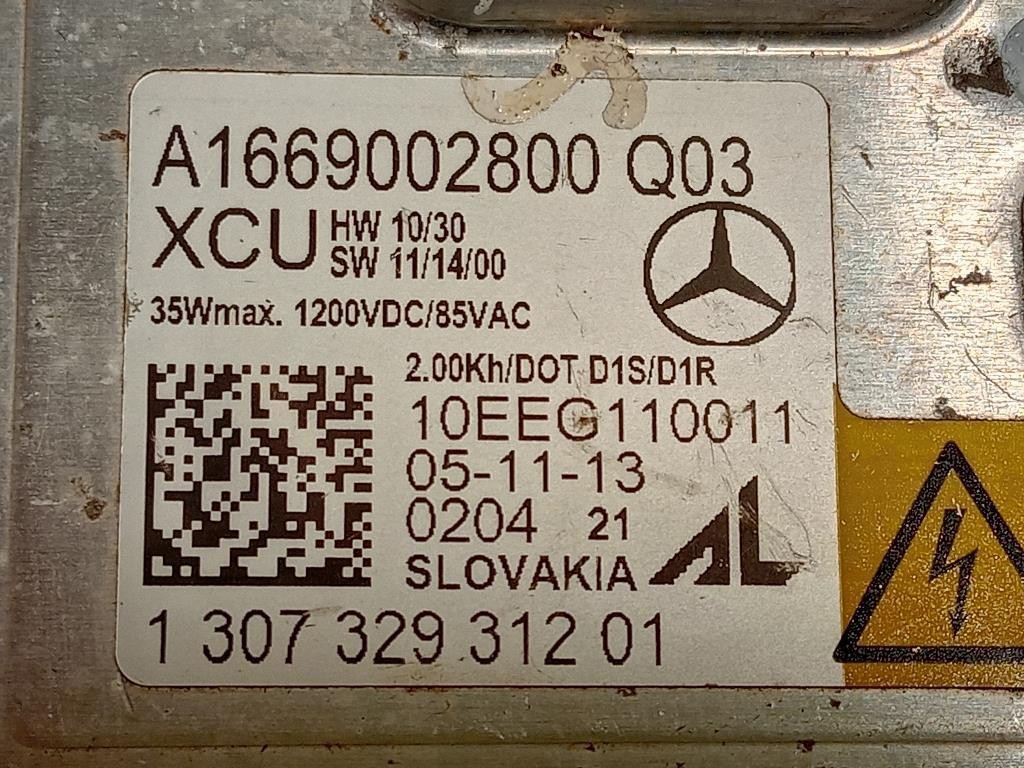 A1669002800 Q03
XCU HW 10/30
SW 11/14/00
35Wmax. 1200VDC/85VAC
2.00Kh/DOT D1S/D1R
10EEG110011
05-11-13
0204 21
SLOVAKIA AL
1 307 329 312 01